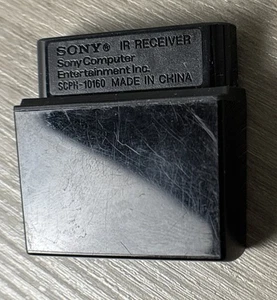 SONY® IR RECEIVER
Sony Computer
Entertainment Inc.
SCPH-10160 MADE IN CHINA